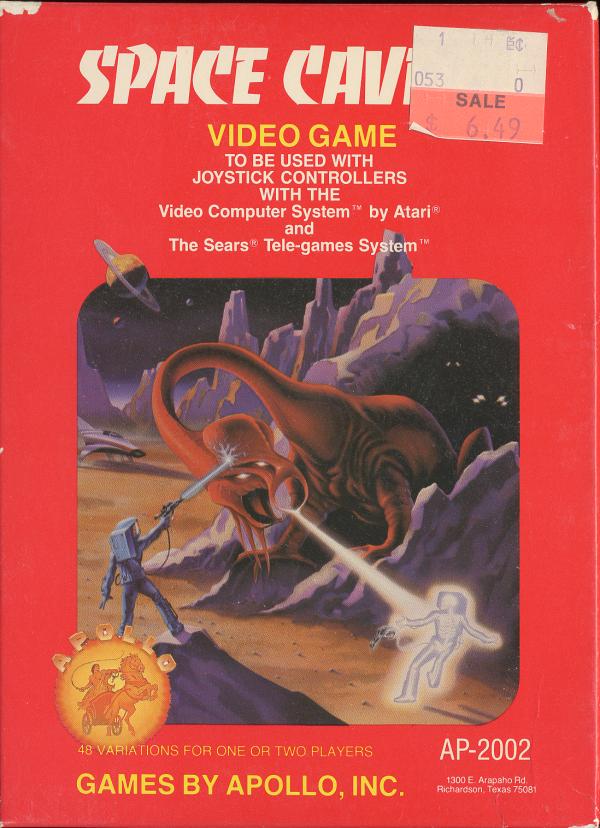 SPACE CAV
1
053
0
SALE
$ 6.49
VIDEO GAME
TO BE USED WITH
JOYSTICK CONTROLLERS
WITH THE
Video Computer System™ by Atari®
and
The Sears® Tele-games System™
APOLLO
48 VARIATIONS FOR ONE OR TWO PLAYERS
AP-2002
GAMES BY APOLLO, INC.
1300 E. Arapaho Rd.
Richardson, Texas 75081